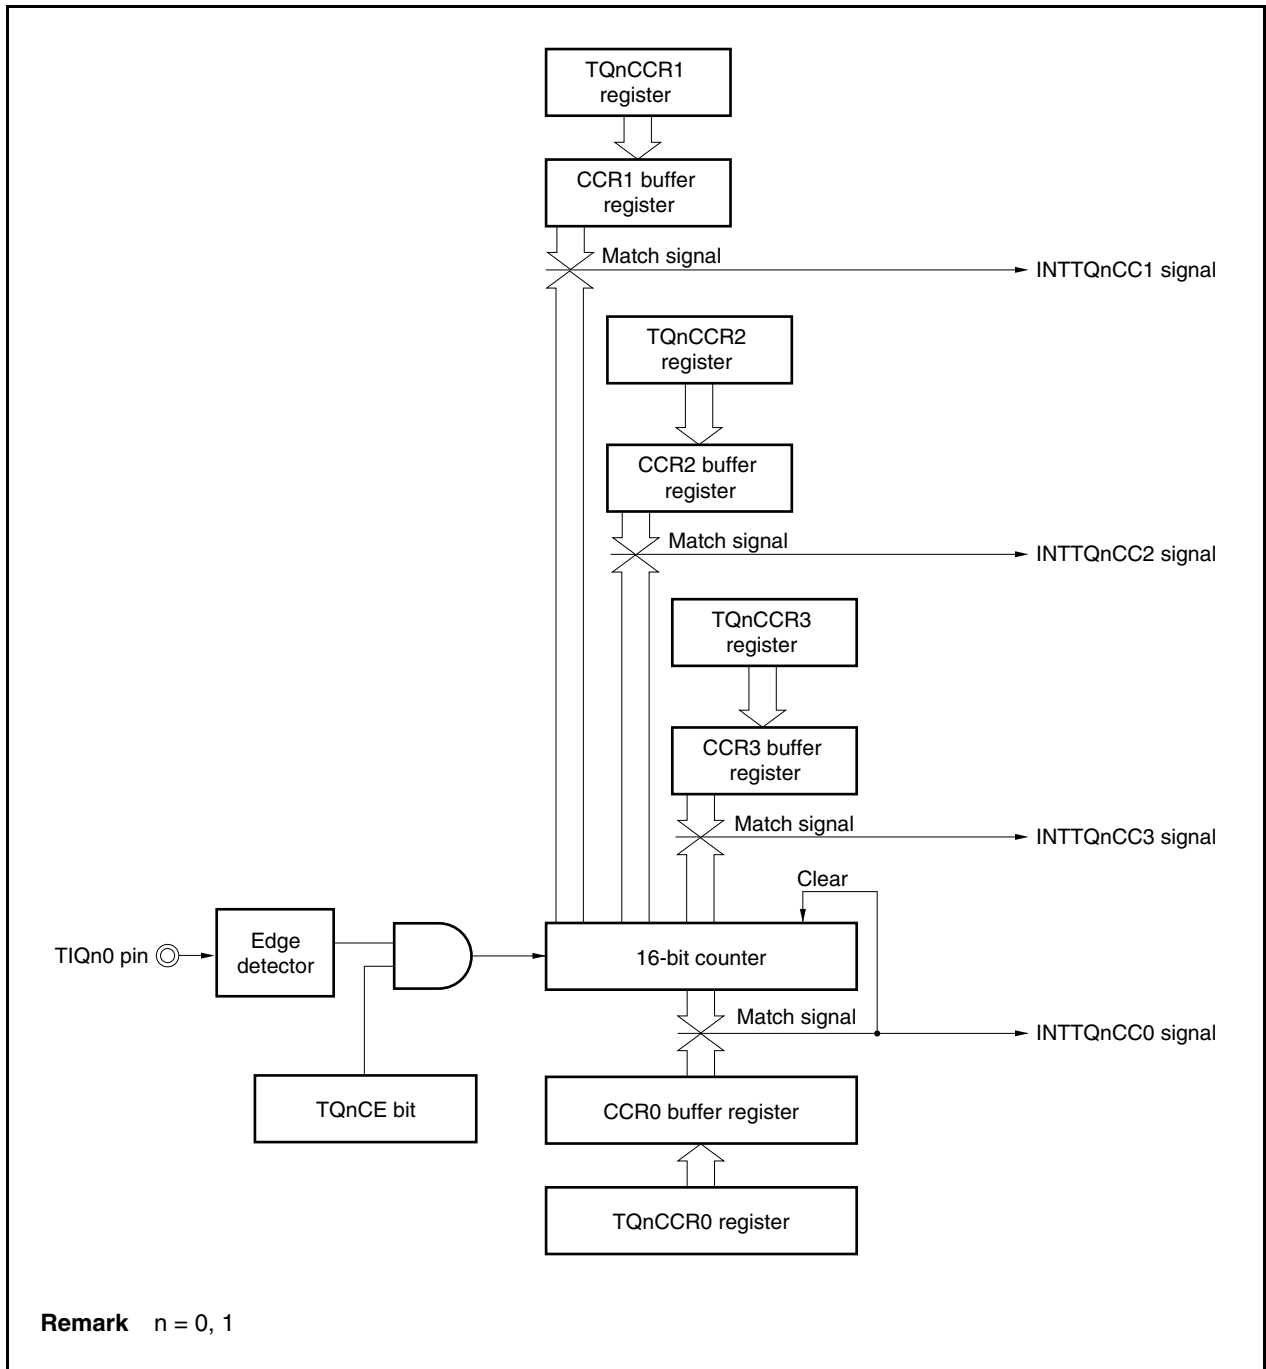 TQnCCR1
register
CCR1 buffer
register
Match signal
INTTQnCC1 signal
TQnCCR2
register
CCR2 buffer
register
Match signal
INTTQnCC2 signal
TQnCCR3
register
CCR3 buffer
register
Match signal
INTTQnCC3 signal
Clear
TIQn0 pin
Edge
detector
16-bit counter
Match signal
INTTQnCC0 signal
TQnCE bit
CCR0 buffer register
TQnCCR0 register
Remark n = 0, 1